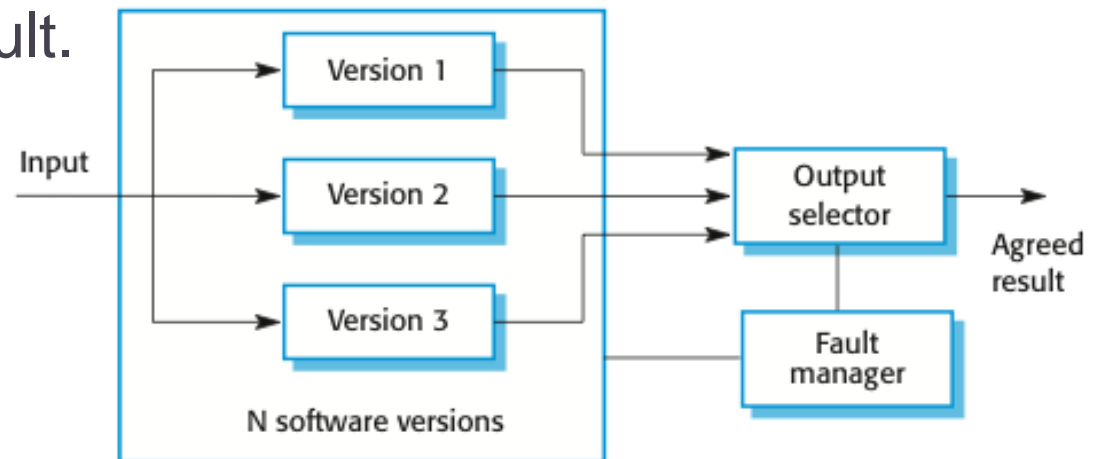 ult.
Version 1
Input
Version 2
Output
selector
Agreed
result
Version 3
Fault
manager
N software versions